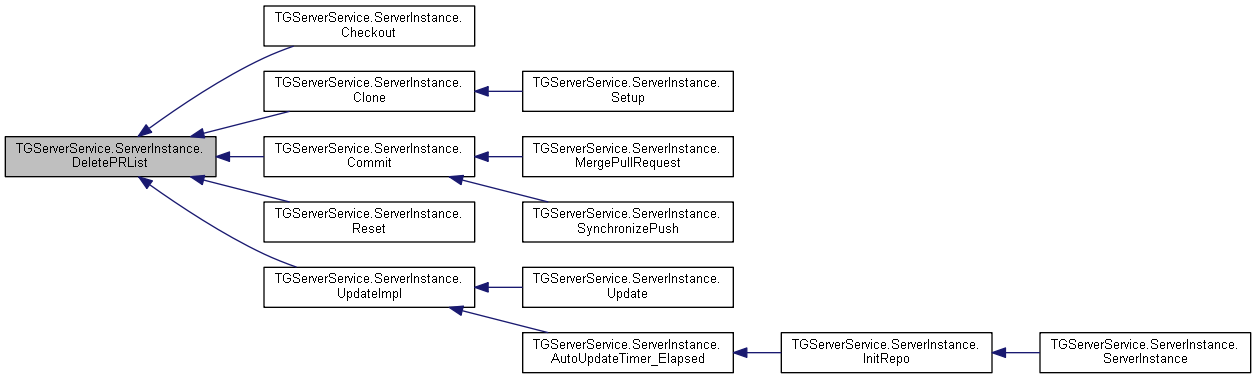 TGServerService.ServerInstance.
Checkout
TGServerService.ServerInstance.
Clone
TGServerService.ServerInstance.
Setup
TGServerService.ServerInstance.
DeletePRList
TGServerService.ServerInstance.
Commit
TGServerService.ServerInstance.
MergePullRequest
TGServerService.ServerInstance.
Reset
TGServerService.ServerInstance.
SynchronizePush
TGServerService.ServerInstance.
UpdateImpl
TGServerService.ServerInstance.
Update
TGServerService.ServerInstance.
AutoUpdateTimer_Elapsed
TGServerService.ServerInstance.
InitRepo
TGServerService.ServerInstance.
ServerInstance